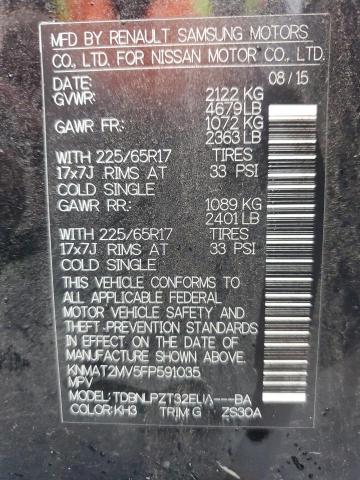 MFD BY RENAULT SAMSUNG MOTORS
CO., LTD. FOR NISSAN MOTOR CO., LTD.
DATE: 08/15
GVWR: 2122 KG
4679 LB
GAWR FR: 1072 KG
2363 LB
WITH 225/65R17 TIRES
17x7J RIMS AT 33 PSI
COLD SINGLE
GAWR RR: 1089 KG
2401 LB
WITH 225/65R17 TIRES
17x7J RIMS AT 33 PSI
COLD SINGLE
THIS VEHICLE CONFORMS TO
ALL APPLICABLE FEDERAL
MOTOR VEHICLE SAFETY AND
THEFT PREVENTION STANDARDS
IN EFFECT ON THE DATE OF
MANUFACTURE SHOWN ABOVE.
KNMAT2MV5FP591035
MPV
MODEL: TDBNLPZT32EUA---BA
COLOR: KH3 TRIM: G ZS30A